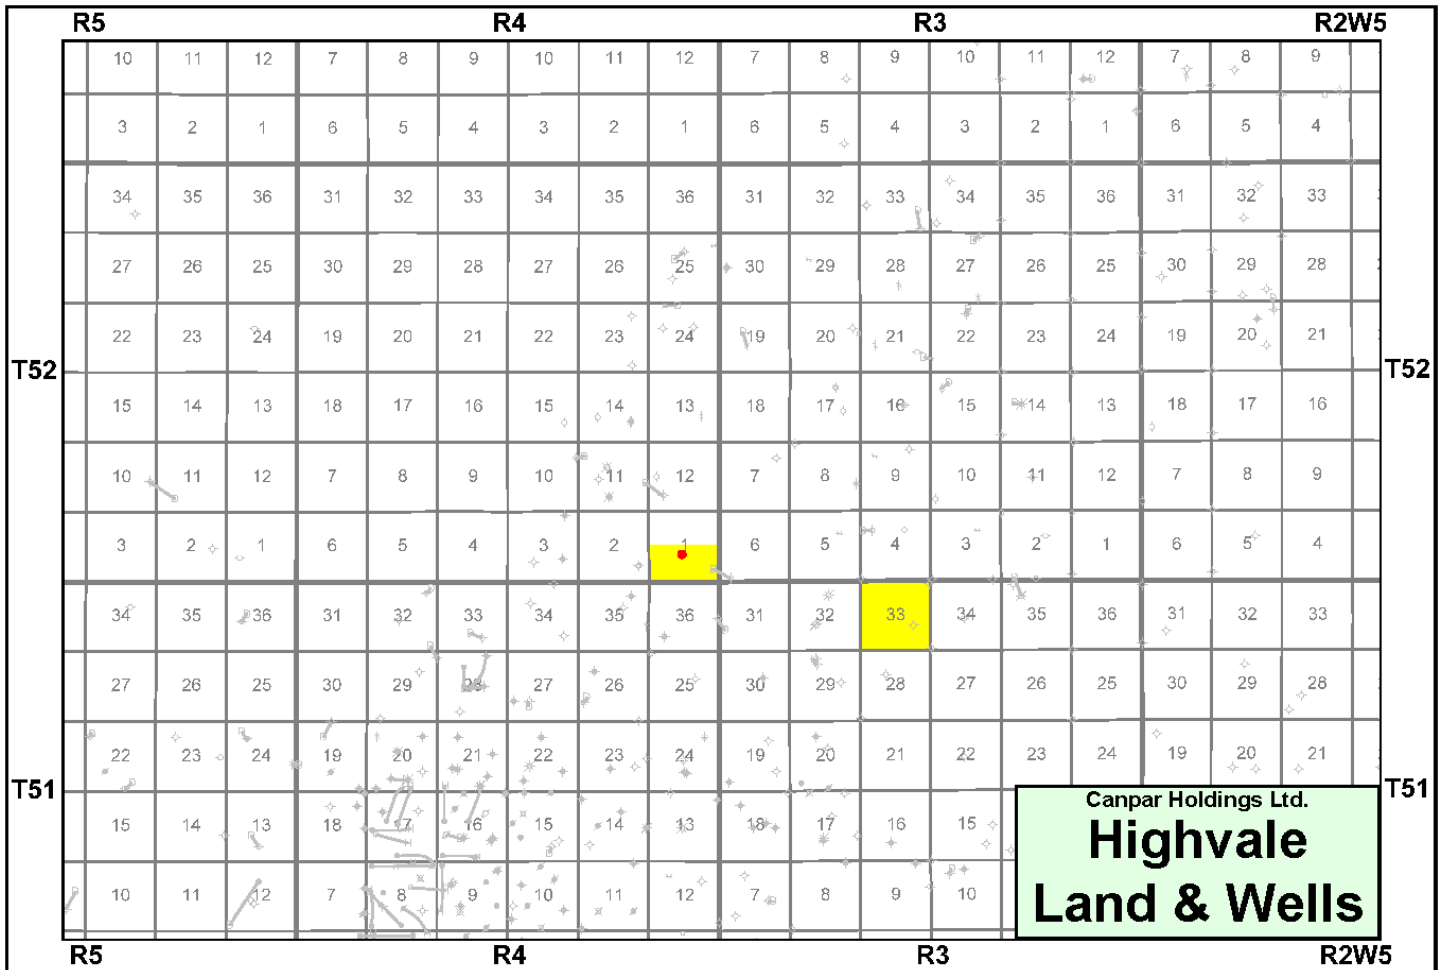 R5 R4 R3 R2W5
10 11 12 7 8 9 10 11 12 7 8 9 10 11 12 7 8 9
3 2 1 6 5 4 3 2 1 6 5 4 3 2 1 6 5 4
34 35 36 31 32 33 34 35 36 31 32 33 34 35 36 31 32 33
27 26 25 30 29 28 27 26 25 30 29 28 27 26 25 30 29 28
22 23 24 19 20 21 22 23 24 19 20 21 22 23 24 19 20 21
T52 T52
15 14 13 18 17 16 15 14 13 18 17 16 15 14 13 18 17 16
10 11 12 7 8 9 10 11 12 7 8 9 10 11 12 7 8 9
3 2 1 6 5 4 3 2 1 6 5 4 3 2 1 6 5 4
34 35 36 31 32 33 34 35 36 31 32 33 34 35 36 31 32 33
27 26 25 30 29 28 27 26 25 30 29 28 27 26 25 30 29 28
22 23 24 19 20 21 22 23 24 19 20 21 22 23 24 19 20 21
T51 T51
15 14 13 18 17 16 15 14 13 18 17 16 15
10 11 12 7 8 9 10 11 12 7 8 9 10
Canpar Holdings Ltd.
Highvale
Land & Wells
R5 R4 R3 R2W5